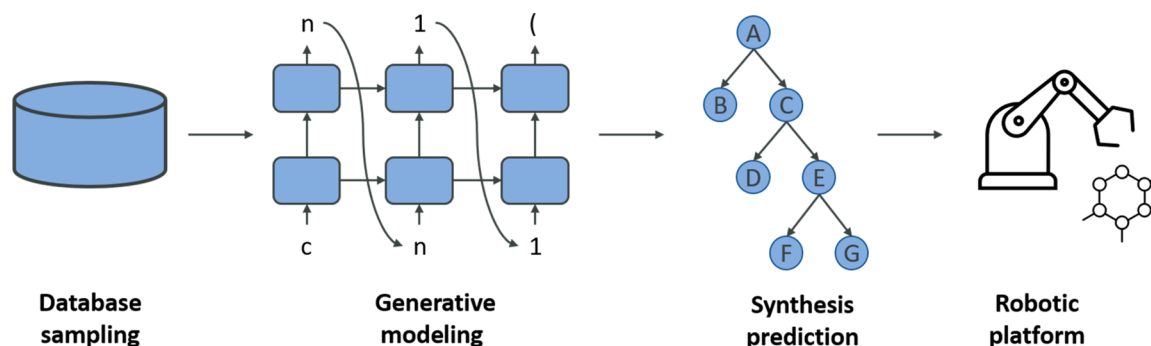 n 1 (
c n 1
A
B C
D E
F G
Database
sampling
Generative
modeling
Synthesis
prediction
Robotic
platform